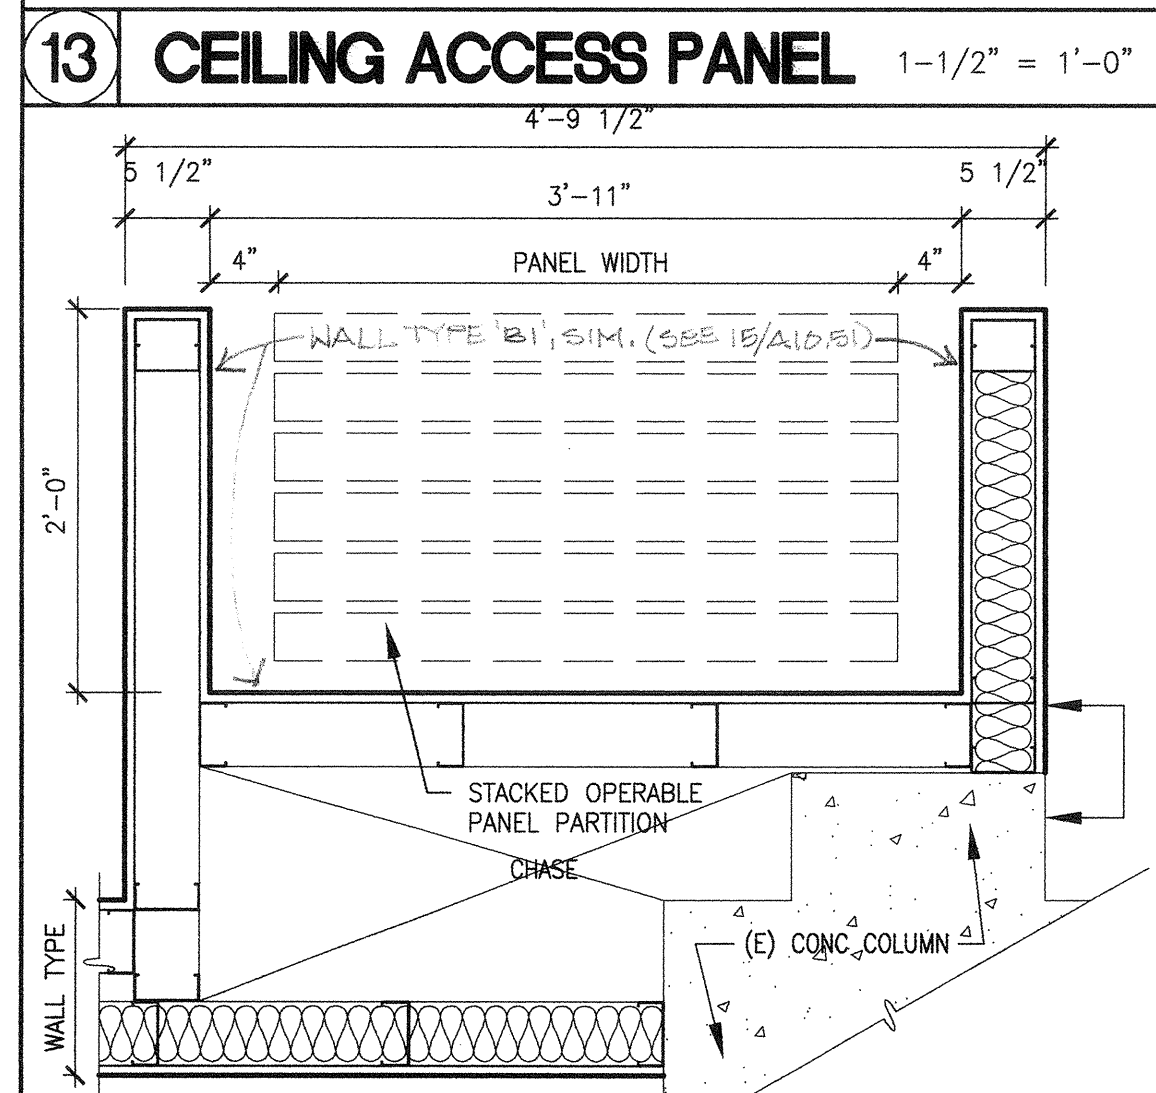 13 CEILING ACCESS PANEL 1-1/2" = 1'-0"
4'-9 1/2"
5 1/2" 5 1/2"
3'-11"
4" PANEL WIDTH 4"
WALL TYPE 'B1', SIM. (SEE 15/A10.51)
2'-0"
STACKED OPERABLE
PANEL PARTITION
CHASE
(E) CONC COLUMN
WALL TYPE